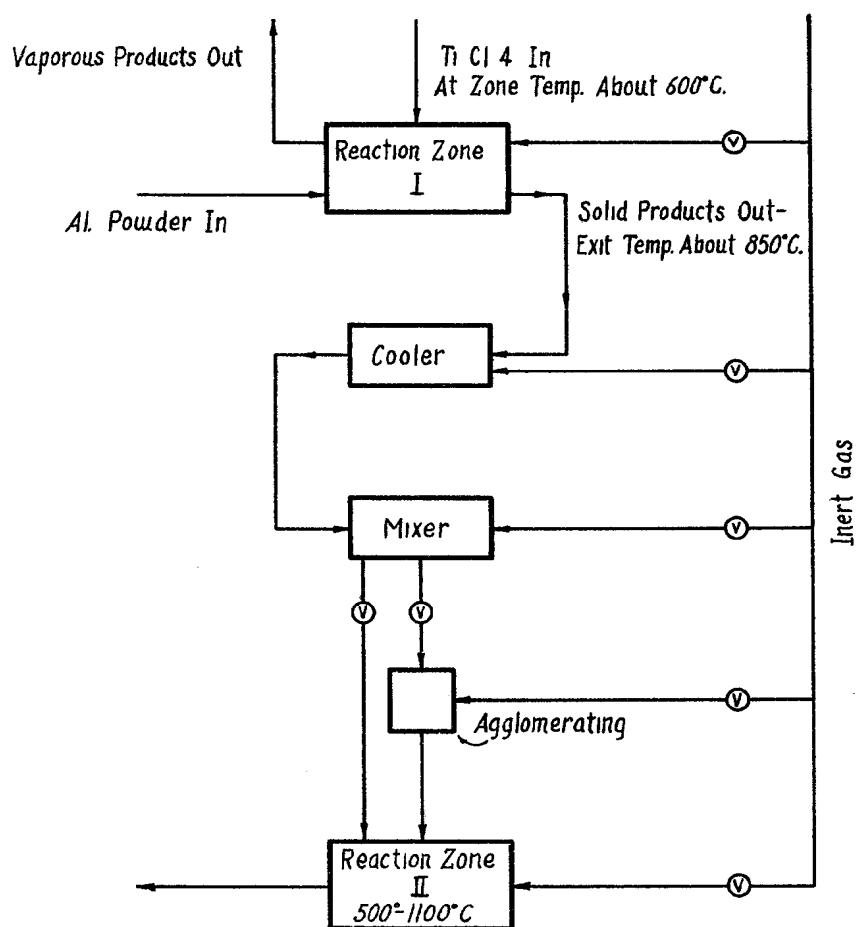 Vaporous Products Out
Ti Cl 4 In
At Zone Temp. About 600°C.
Reaction Zone
I
V
Al. Powder In
Solid Products Out-
Exit Temp. About 850°C.
Cooler
V
Inert Gas
Mixer
V
V
V
V
Agglomerating
Reaction Zone
II
500°-1100°C
V